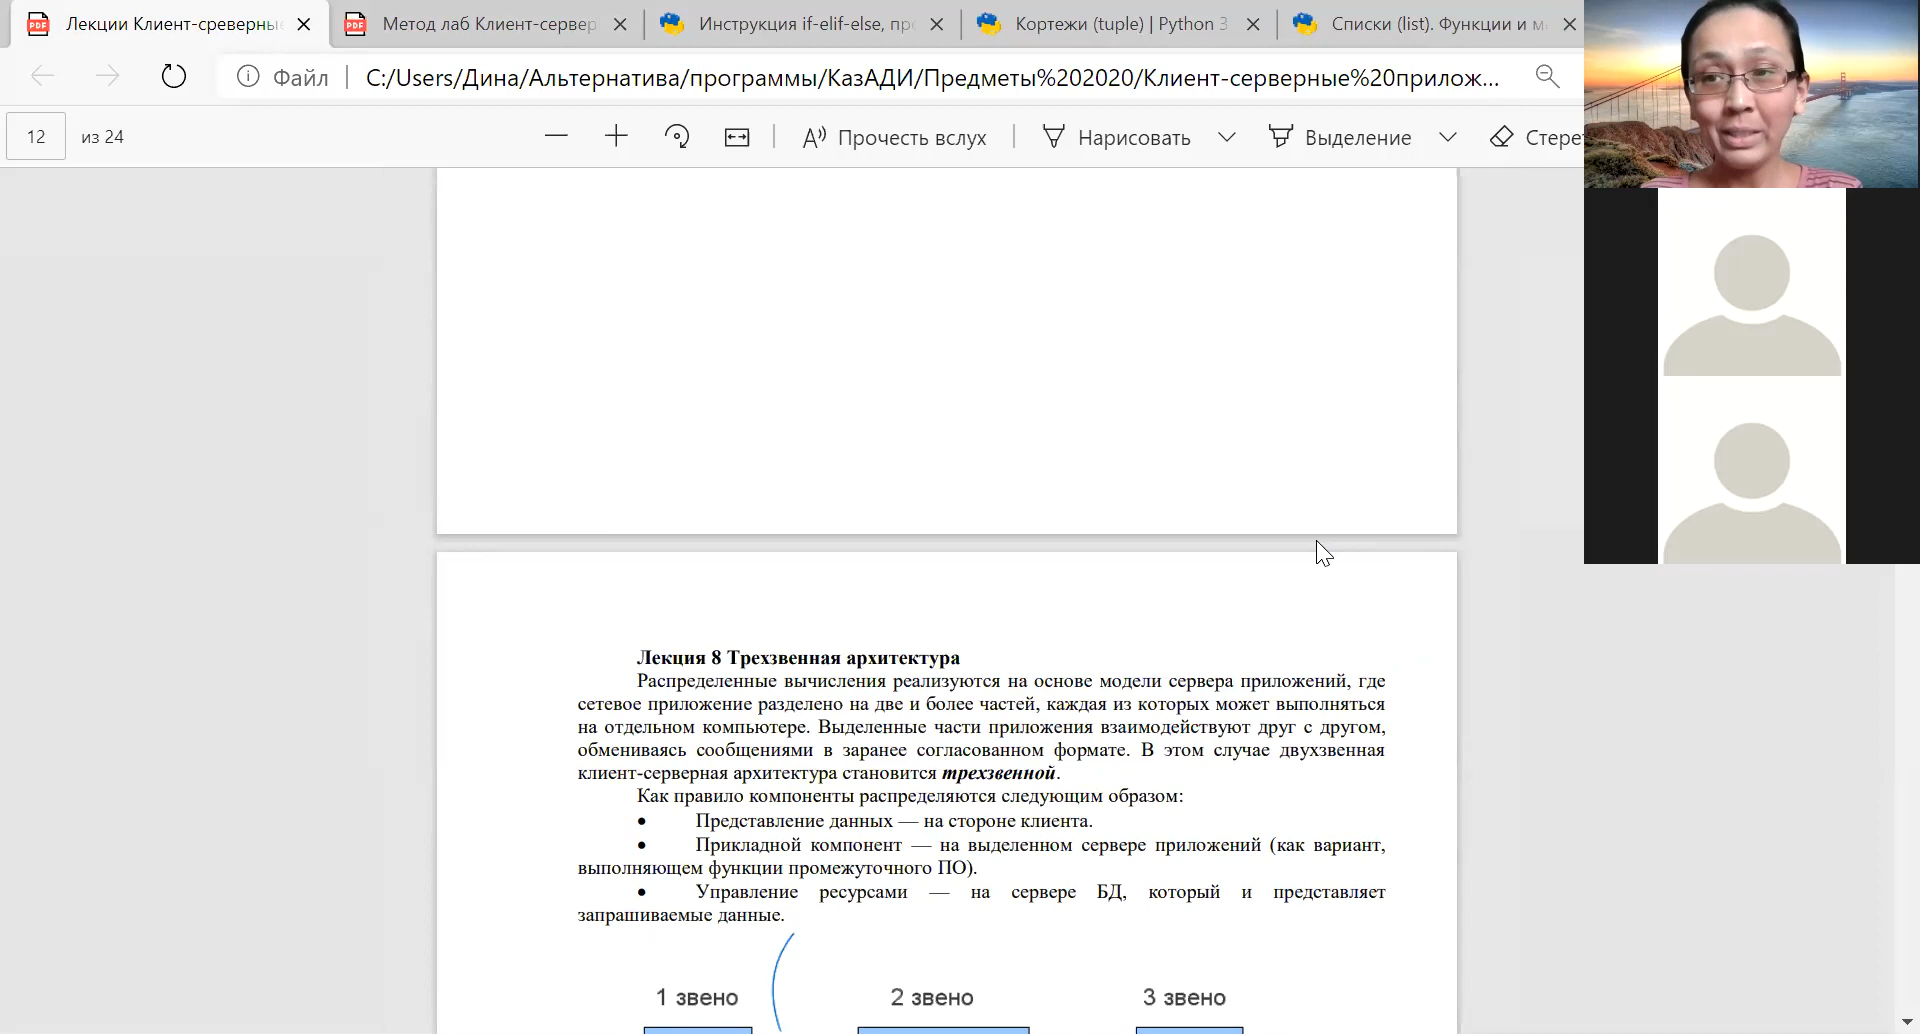 Лекции Клиент-среверные
Метод лаб Клиент-сервер
Инструкция if-elif-else, про
Кортежи (tuple) | Python 3
Списки (list). Функции и м
Файл
C:/Users/Дина/Альтернатива/программы/КазАДИ/Предметы%202020/Клиент-серверные%20прилож...
12 из 24
Прочесть вслух
Нарисовать
Выделение
Стере
Лекция 8 Трехзвенная архитектура
Распределенные вычисления реализуются на основе модели сервера приложений, где
сетевое приложение разделено на две и более частей, каждая из которых может выполняться
на отдельном компьютере. Выделенные части приложения взаимодействуют друг с другом,
обмениваясь сообщениями в заранее согласованном формате. В этом случае двухзвенная
клиент-серверная архитектура становится трехзвенной.
Как правило компоненты распределяются следующим образом:
• Представление данных — на стороне клиента.
• Прикладной компонент — на выделенном сервере приложений (как вариант,
выполняющем функции промежуточного ПО).
• Управление ресурсами — на сервере БД, который и представляет
запрашиваемые данные.
1 звено
2 звено
3 звено